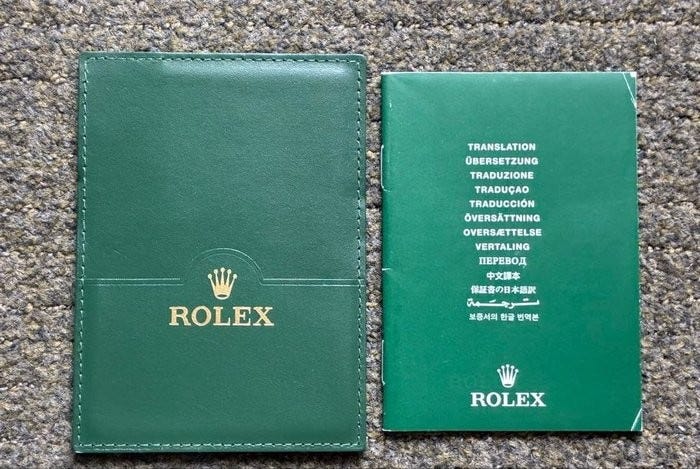 ROLEX
TRANSLATION
ÜBERSETZUNG
TRADUZIONE
TRADUÇAO
TRADUCCIÓN
ÖVERSÄTTNING
OVERSÆTTELSE
VERTALING
ПЕРЕВОД
中文譯本
保証書の日本語訳
ترجمة
보증서의 한글 번역본
ROLEX